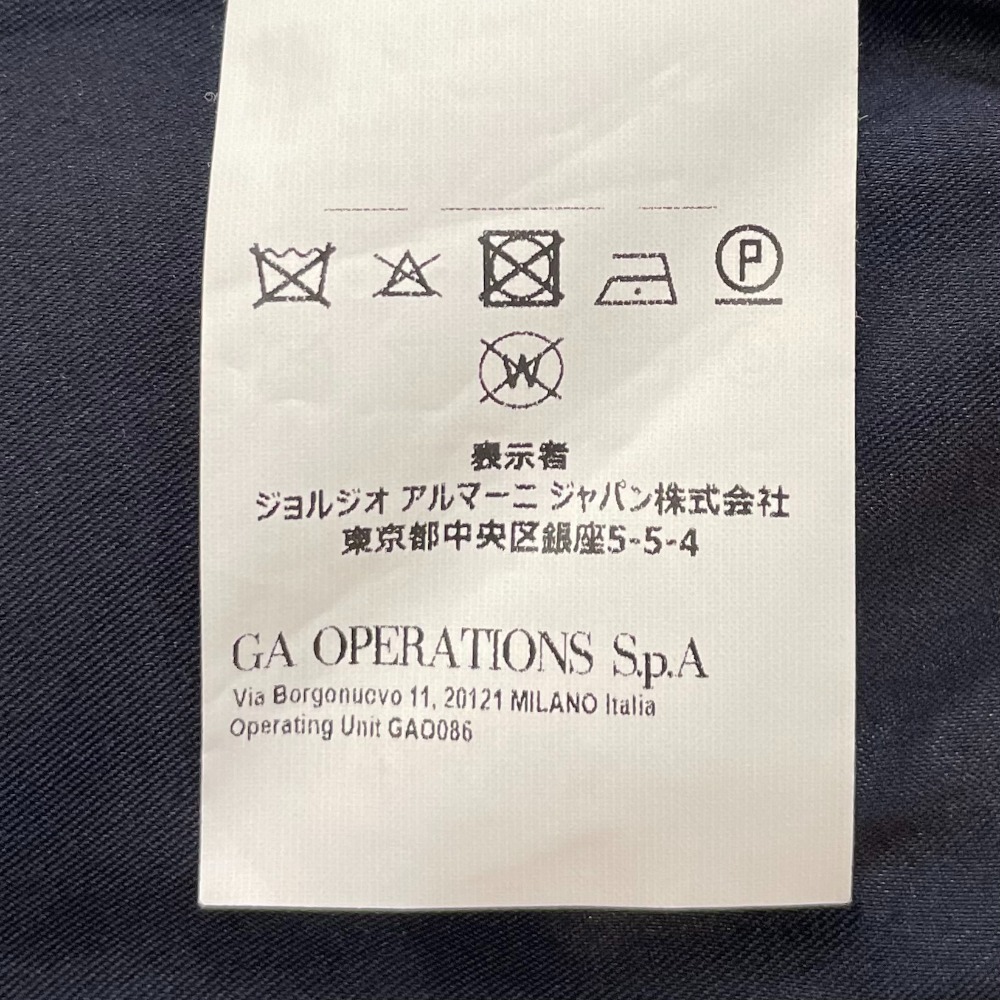 P
W
表示者
ジョルジオ アルマーニ ジャパン株式会社
東京都中央区銀座5-5-4
GA OPERATIONS S.p.A
Via Borgonuovo 11, 20121 MILANO Italia
Operating Unit GAO086